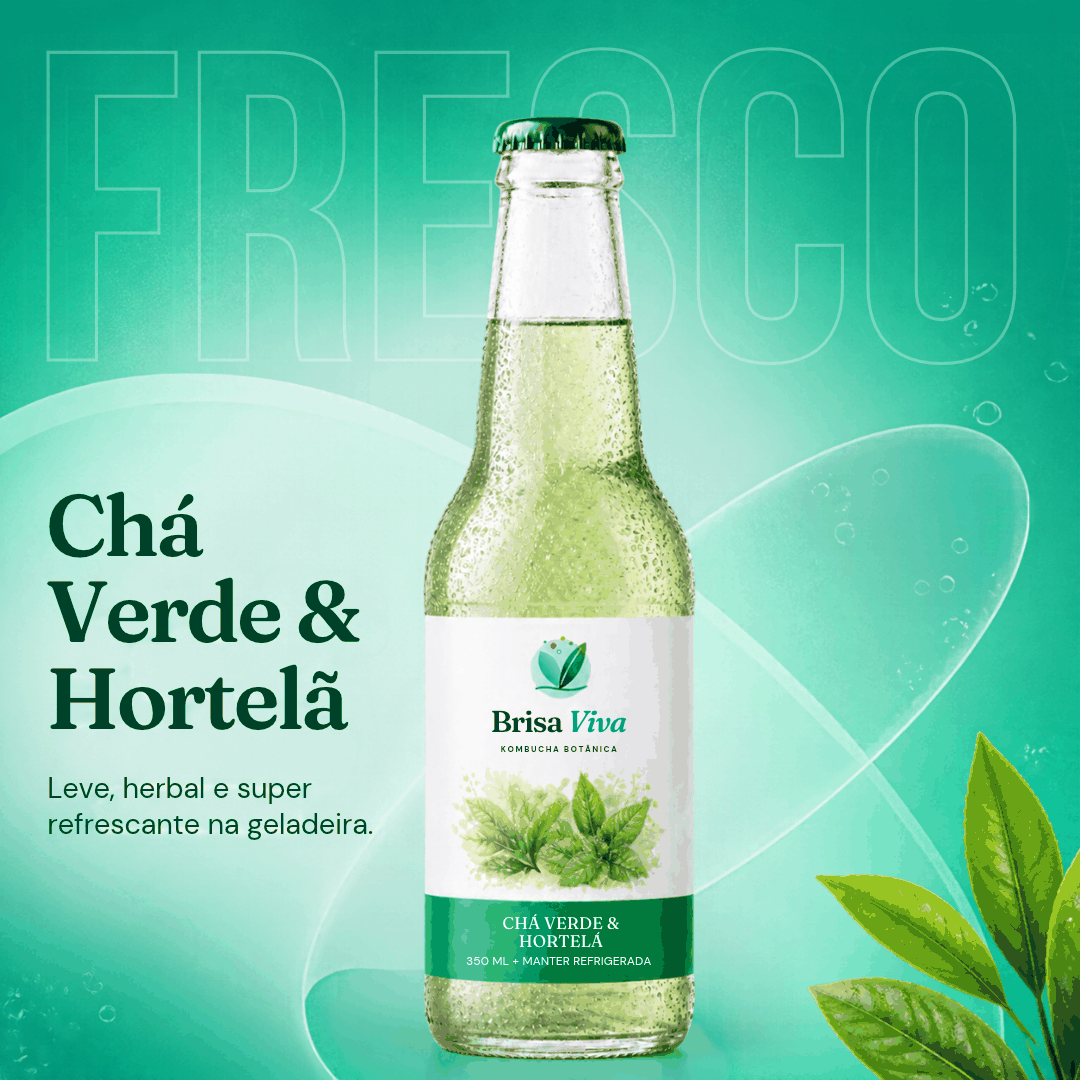 FRESCO
Chá
Verde &
Hortelã
Leve, herbal e super
refrescante na geladeira.
Brisa Viva
KOMBUCHA BOTÂNICA
CHÁ VERDE &
HORTELÁ
350 ML + MANTER REFRIGERADA